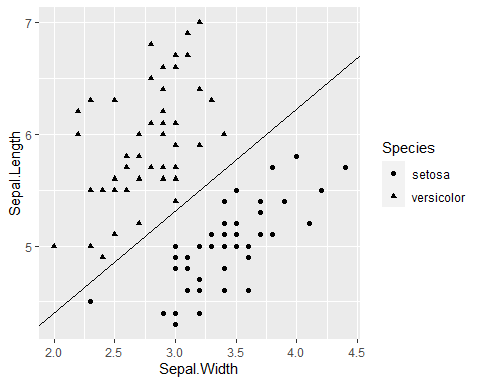 7
6
5
Sepal.Length
2.0 2.5 3.0 3.5 4.0 4.5
Sepal.Width
Species
setosa
versicolor